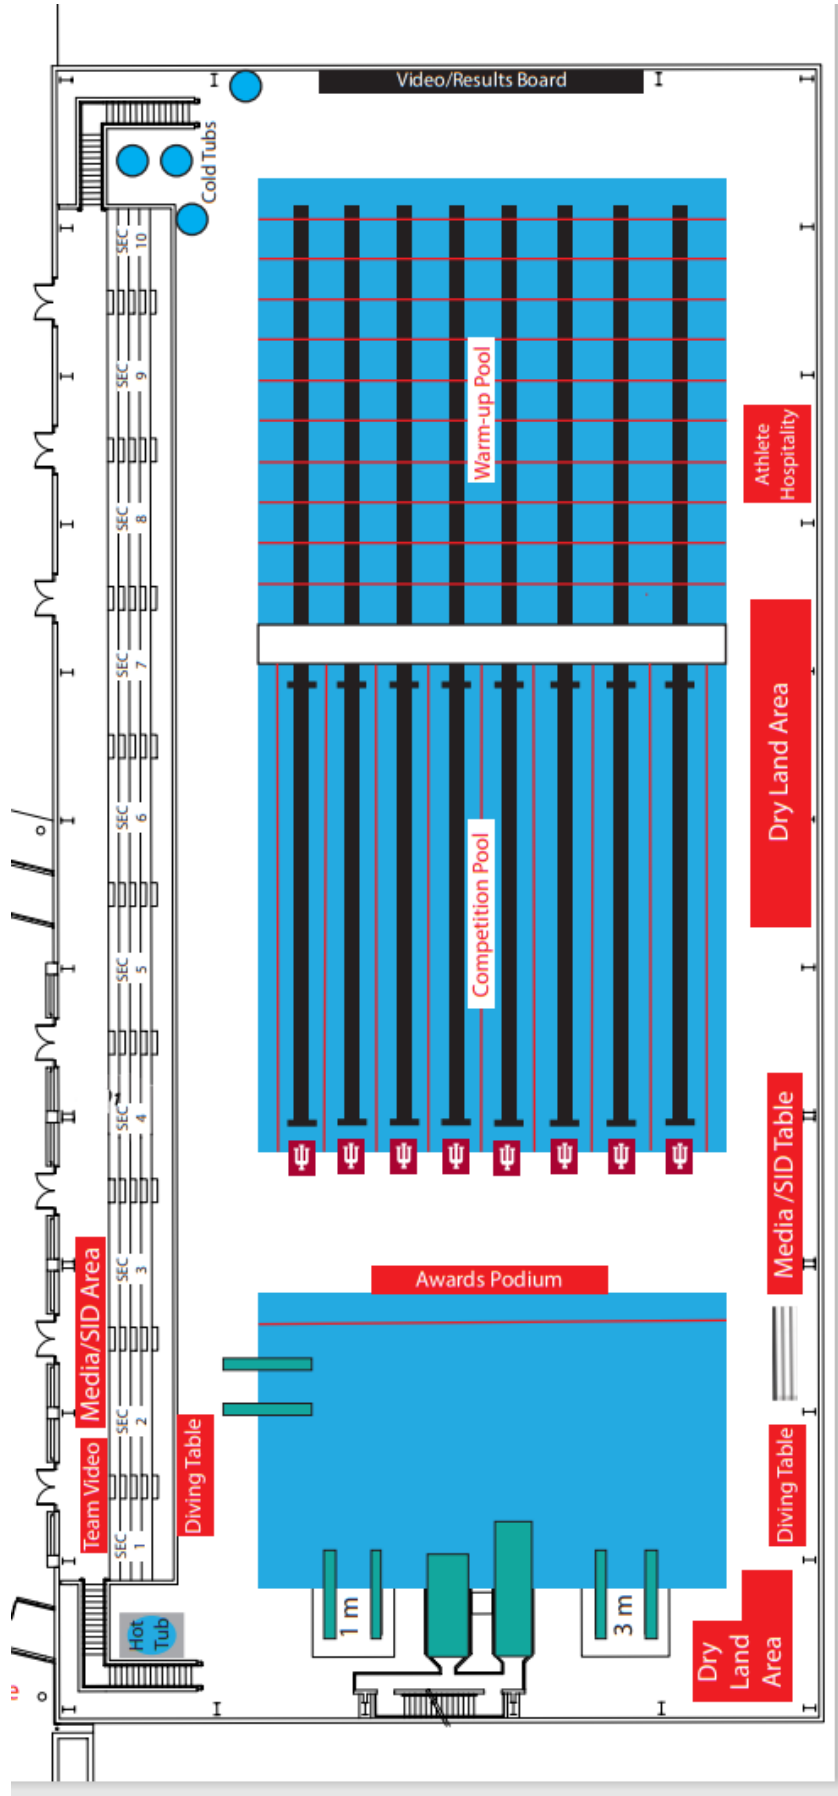 Video/Results Board
Cold Tubs
SEC
10
SEC
9
SEC
8
SEC
7
SEC
6
SEC
5
SEC
4
SEC
3
SEC
2
SEC
1
Warm-up Pool
Athlete
Hospitality
Dry Land Area
Competition Pool
Media /SID Table
Awards Podium
Media/SID Area
Team Video
Diving Table
Diving Table
Hot
Tub
1 m
3 m
Dry
Land
Area